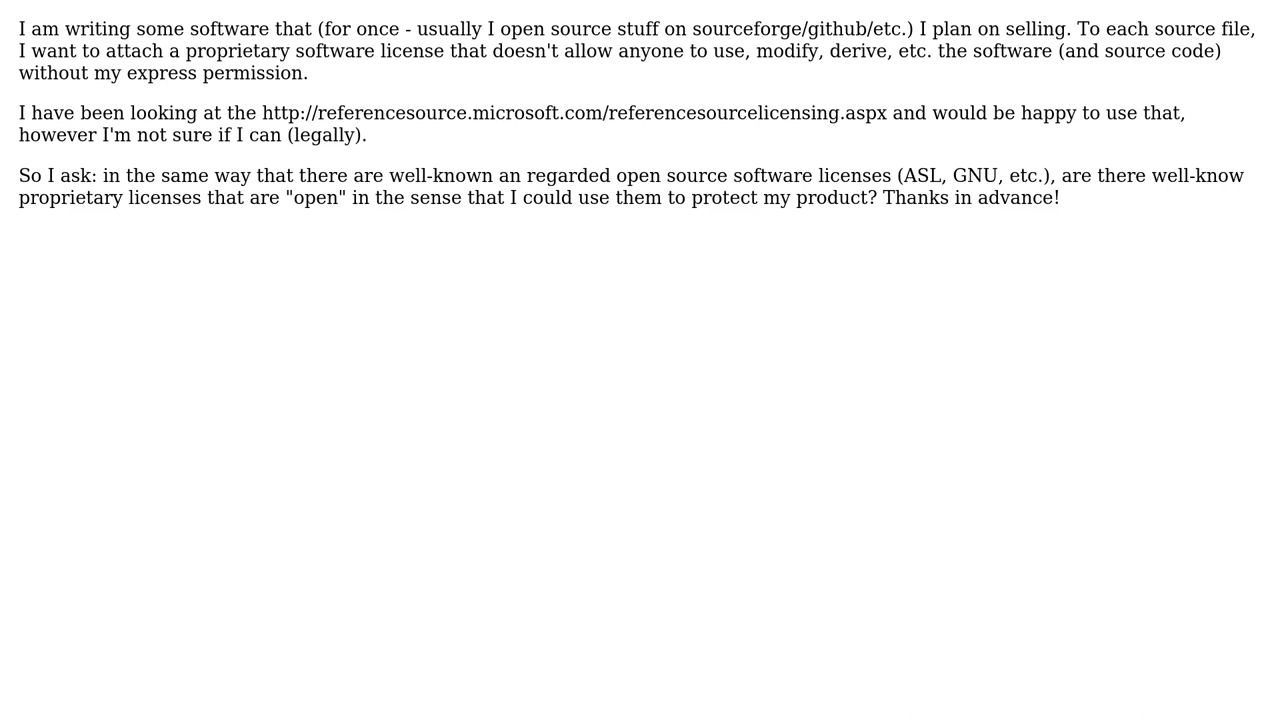 I am writing some software that (for once - usually I open source stuff on sourceforge/github/etc.) I plan on selling. To each source file,
I want to attach a proprietary software license that doesn't allow anyone to use, modify, derive, etc. the software (and source code)
without my express permission.
I have been looking at the http://referencesource.microsoft.com/referencesourcelicensing.aspx and would be happy to use that,
however I'm not sure if I can (legally).
So I ask: in the same way that there are well-known an regarded open source software licenses (ASL, GNU, etc.), are there well-know
proprietary licenses that are "open" in the sense that I could use them to protect my product? Thanks in advance!